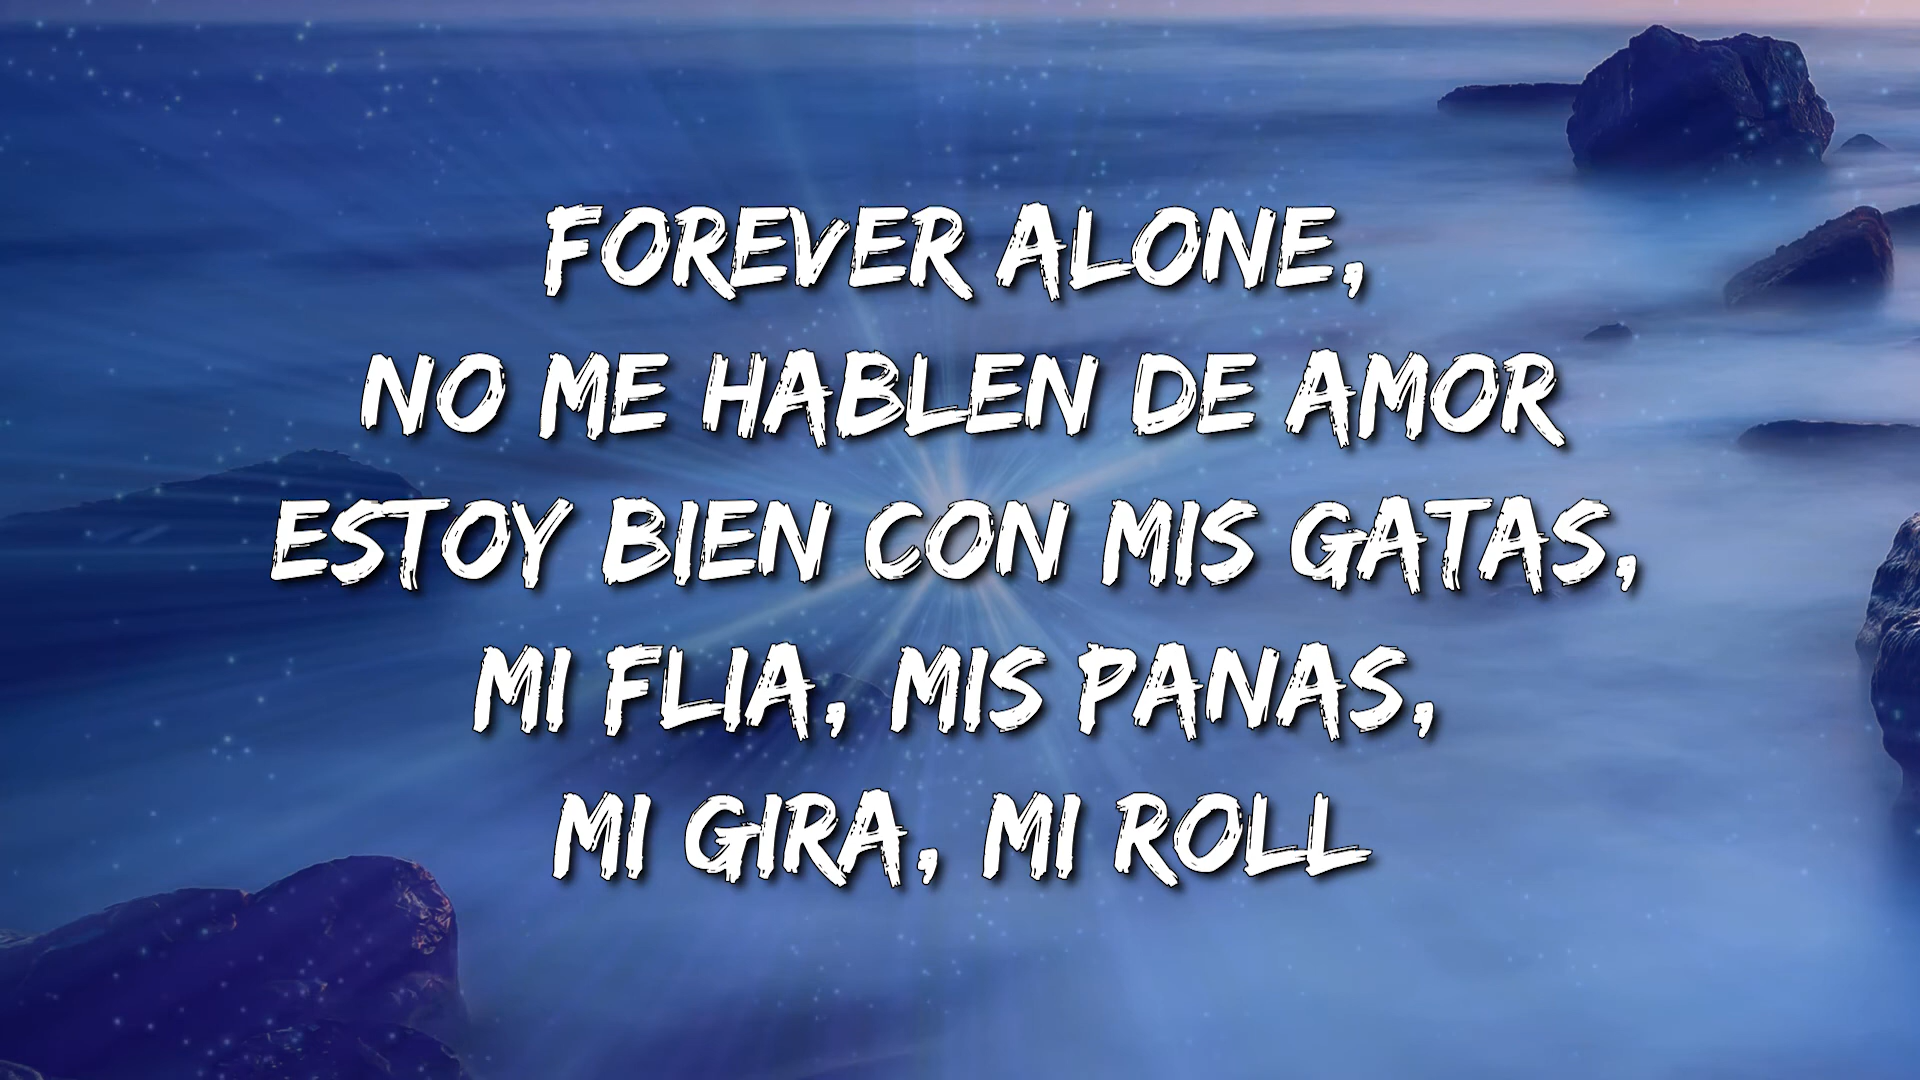 FOREVER ALONE,
NO ME HABLEN DE AMOR
ESTOY BIEN CON MIS GATAS,
MI FLIA, MIS PANAS,
MI GIRA, MI ROLL